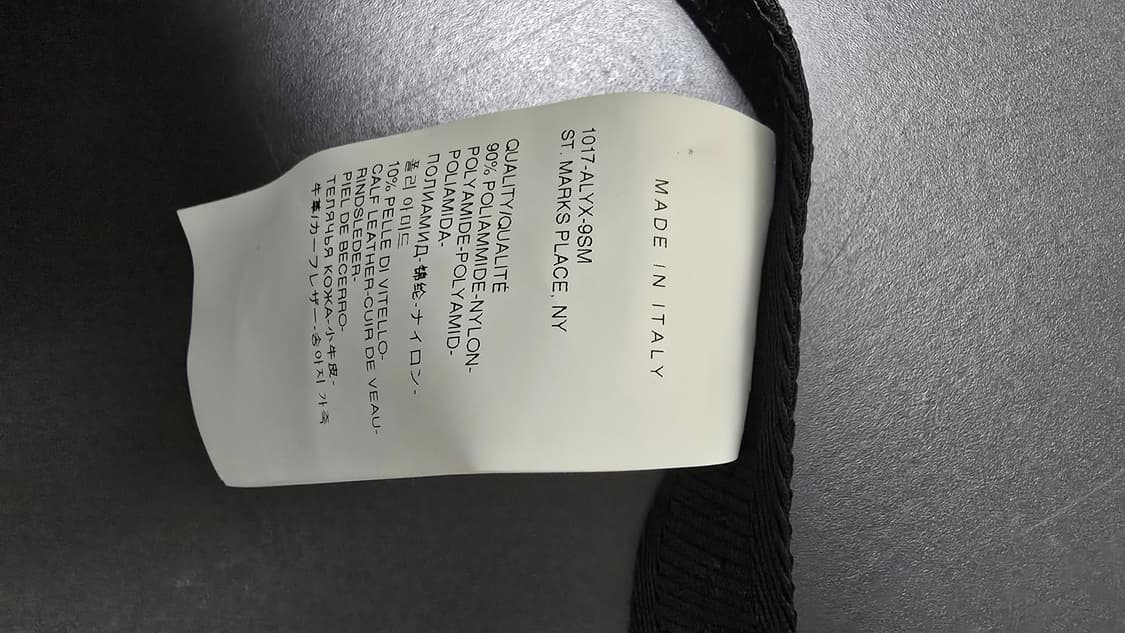 MADE IN ITALY
1017-ALYX-9SM
ST. MARKS PLACE, NY
QUALITY/QUALITÉ
90% POLIAMMIDE-NYLON-
POLYAMIDE-POLYAMID-
POLIAMIDA-
ПОЛИАМИД-锦纶-ナイロン-
폴리 아미드
10% PELLE DI VITELLO-
CALF LEATHER-CUIR DE VEAU-
RINDSLEDER-
PIEL DE BECERRO-
ТЕЛЯЧЬЯ КОЖА-小牛皮-
牛革/カーフレザー-송아지 가죽